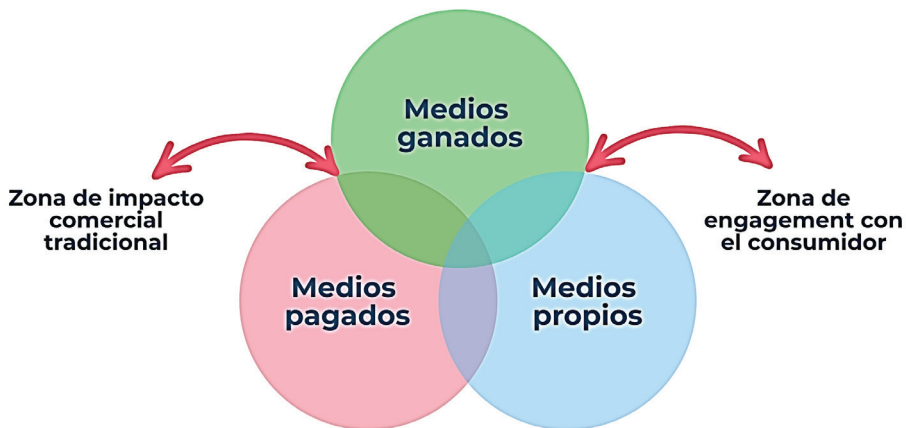 Medios
ganados
Zona de impacto
comercial
tradicional
Zona de
engagement con
el consumidor
Medios
pagados
Medios
propios